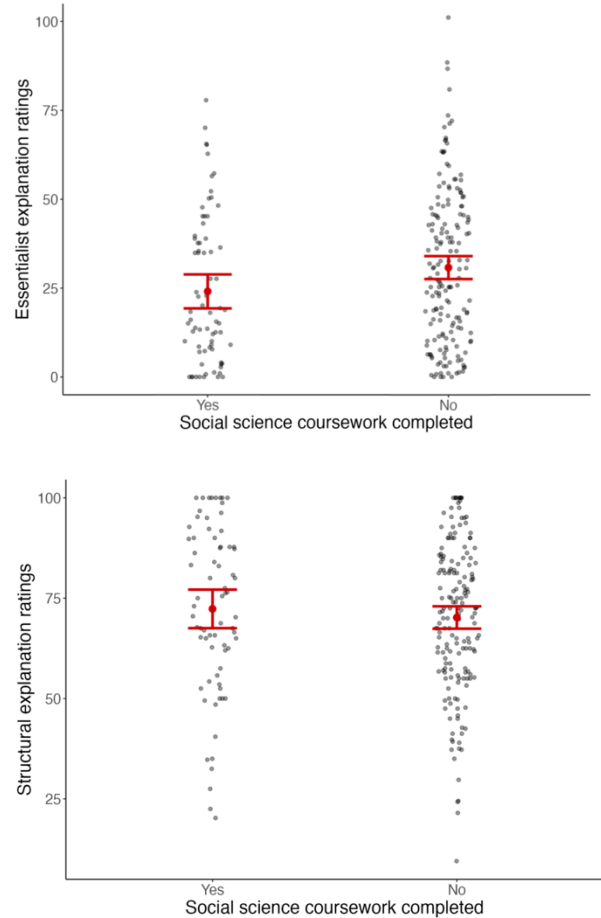 Essentialist explanation ratings
100
75
50
25
0
Yes
No
Social science coursework completed
Structural explanation ratings
100
75
50
25
Yes
No
Social science coursework completed